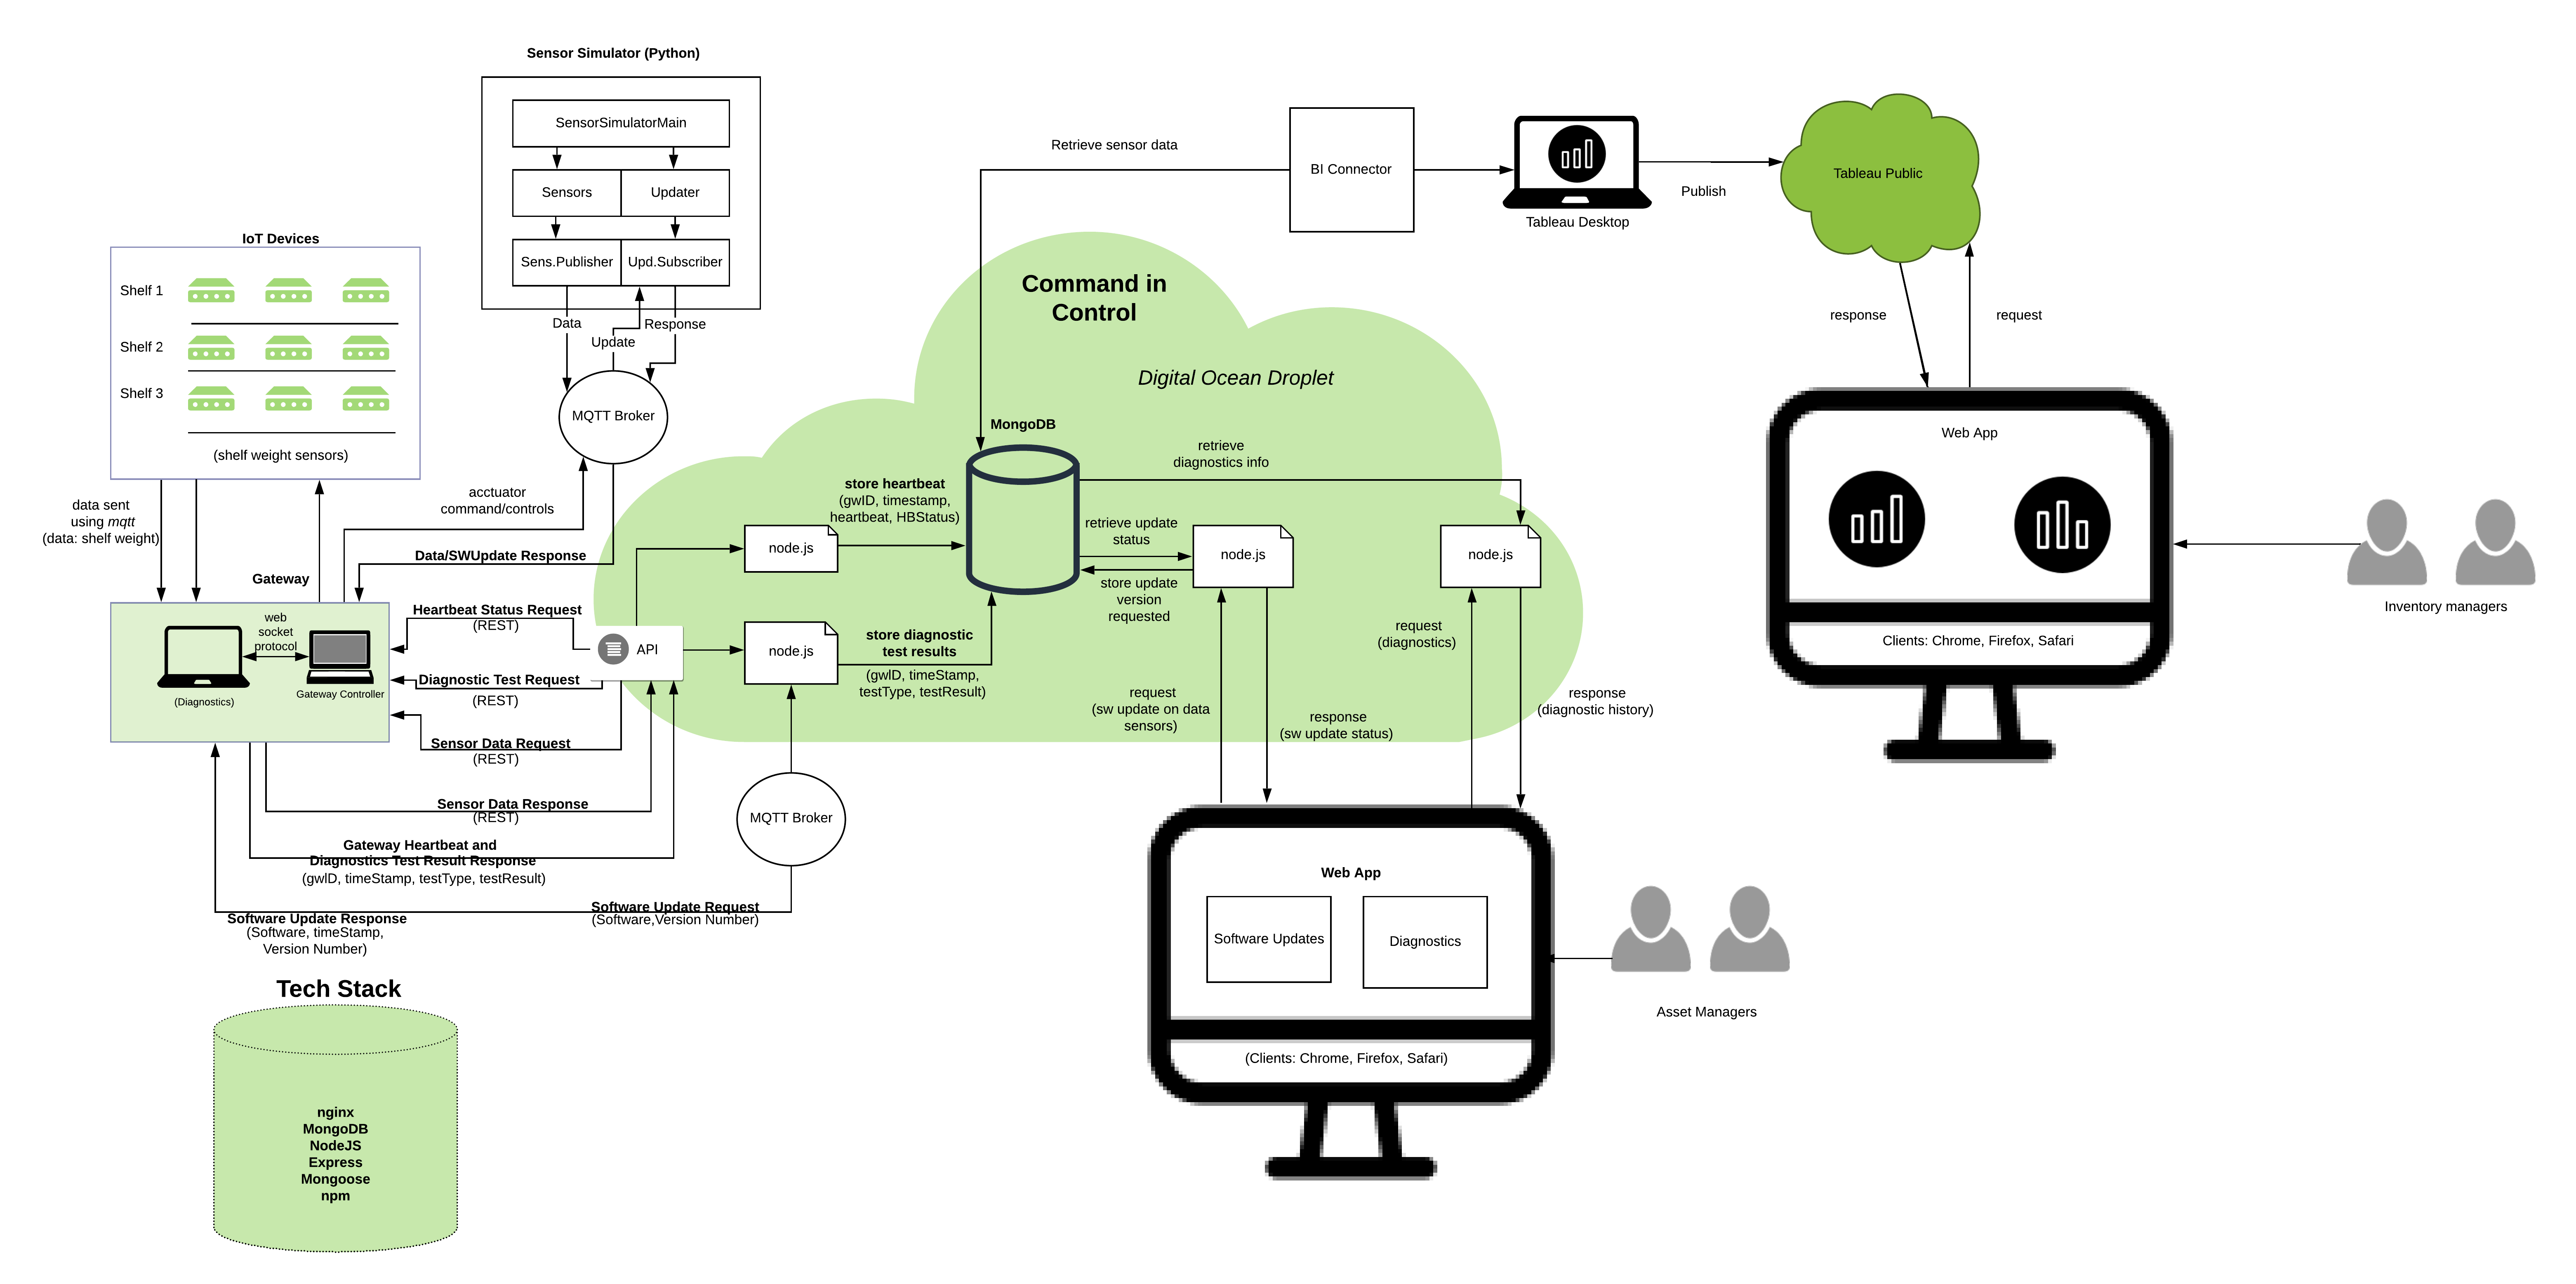 Sensor Simulator (Python)
SensorSimulatorMain
Sensors
Updater
Sens.Publisher
Upd.Subscriber
Data
Update
Response
MQTT Broker
IoT Devices
Shelf 1
Shelf 2
Shelf 3
(shelf weight sensors)
data sent
using mqtt
(data: shelf weight)
acctuator
command/controls
Data/SWUpdate Response
Gateway
web
socket
protocol
(Diagnostics)
Gateway Controller
Heartbeat Status Request
(REST)
Diagnostic Test Request
(REST)
Sensor Data Request
(REST)
Sensor Data Response
(REST)
Gateway Heartbeat and
Diagnostics Test Result Response
(gwID, timeStamp, testType, testResult)
Software Update Response
(Software, timeStamp,
Version Number)
Software Update Request
(Software,Version Number)
API
node.js
node.js
MQTT Broker
store heartbeat
(gwID, timestamp,
heartbeat, HBStatus)
store diagnostic
test results
(gwID, timeStamp,
testType, testResult)
Command in
Control
Digital Ocean Droplet
MongoDB
Retrieve sensor data
BI Connector
Tableau Desktop
Publish
Tableau Public
response
request
retrieve
diagnostics info
retrieve update
status
store update
version
requested
node.js
node.js
request
(diagnostics)
request
(sw update on data
sensors)
response
(sw update status)
response
(diagnostic history)
Web App
Clients: Chrome, Firefox, Safari
Inventory managers
Web App
Software Updates
Diagnostics
(Clients: Chrome, Firefox, Safari)
Asset Managers
Tech Stack
nginx
MongoDB
NodeJS
Express
Mongoose
npm